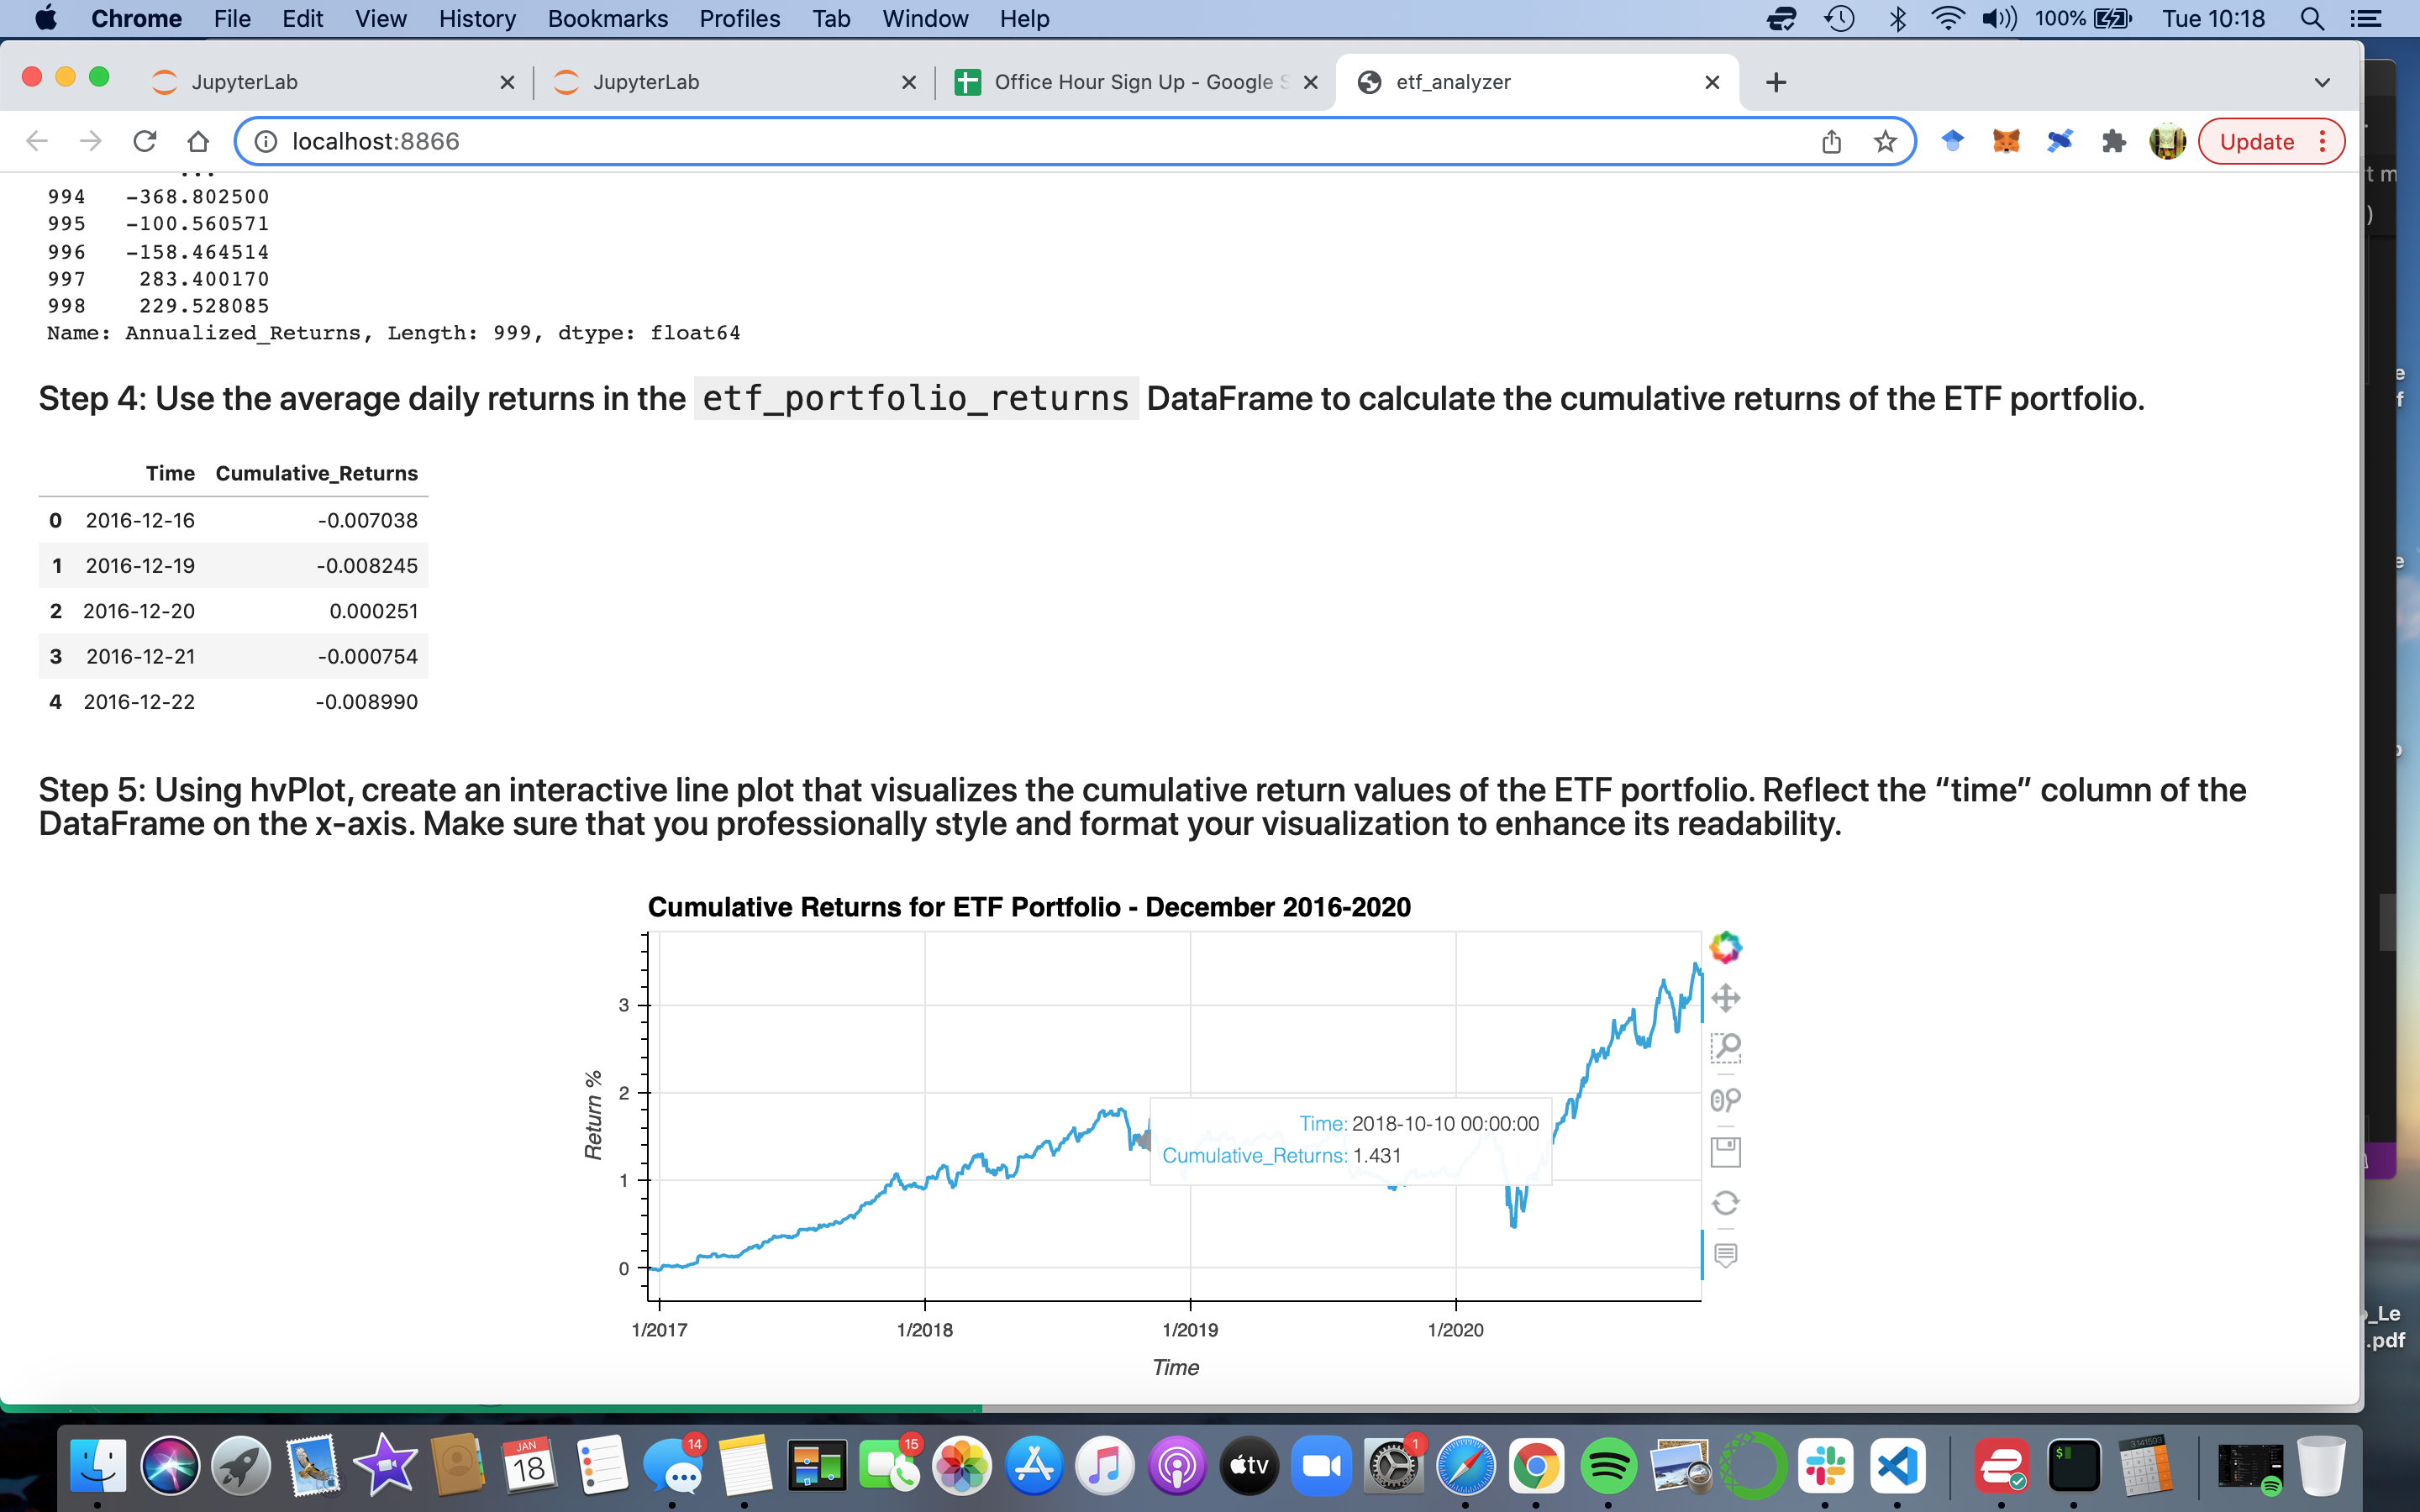 Chrome File Edit View History Bookmarks Profiles Tab Window Help 100% Tue 10:18
JupyterLab JupyterLab Office Hour Sign Up - Google S etf_analyzer
localhost:8866 Update
...
994 -368.802500
995 -100.560571
996 -158.464514
997 283.400170
998 229.528085
Name: Annualized_Returns, Length: 999, dtype: float64
Step 4: Use the average daily returns in the etf_portfolio_returns DataFrame to calculate the cumulative returns of the ETF portfolio.
Time Cumulative_Returns
0 2016-12-16 -0.007038
1 2016-12-19 -0.008245
2 2016-12-20 0.000251
3 2016-12-21 -0.000754
4 2016-12-22 -0.008990
Step 5: Using hvPlot, create an interactive line plot that visualizes the cumulative return values of the ETF portfolio. Reflect the “time” column of the
DataFrame on the x-axis. Make sure that you professionally style and format your visualization to enhance its readability.
Cumulative Returns for ETF Portfolio - December 2016-2020
3
2
1
0
Return %
Time: 2018-10-10 00:00:00
Cumulative_Returns: 1.431
1/2017 1/2018 1/2019 1/2020
Time
t m
)
_Le
.pdf
JAN
18
14
15
tv
1
$
3.141593